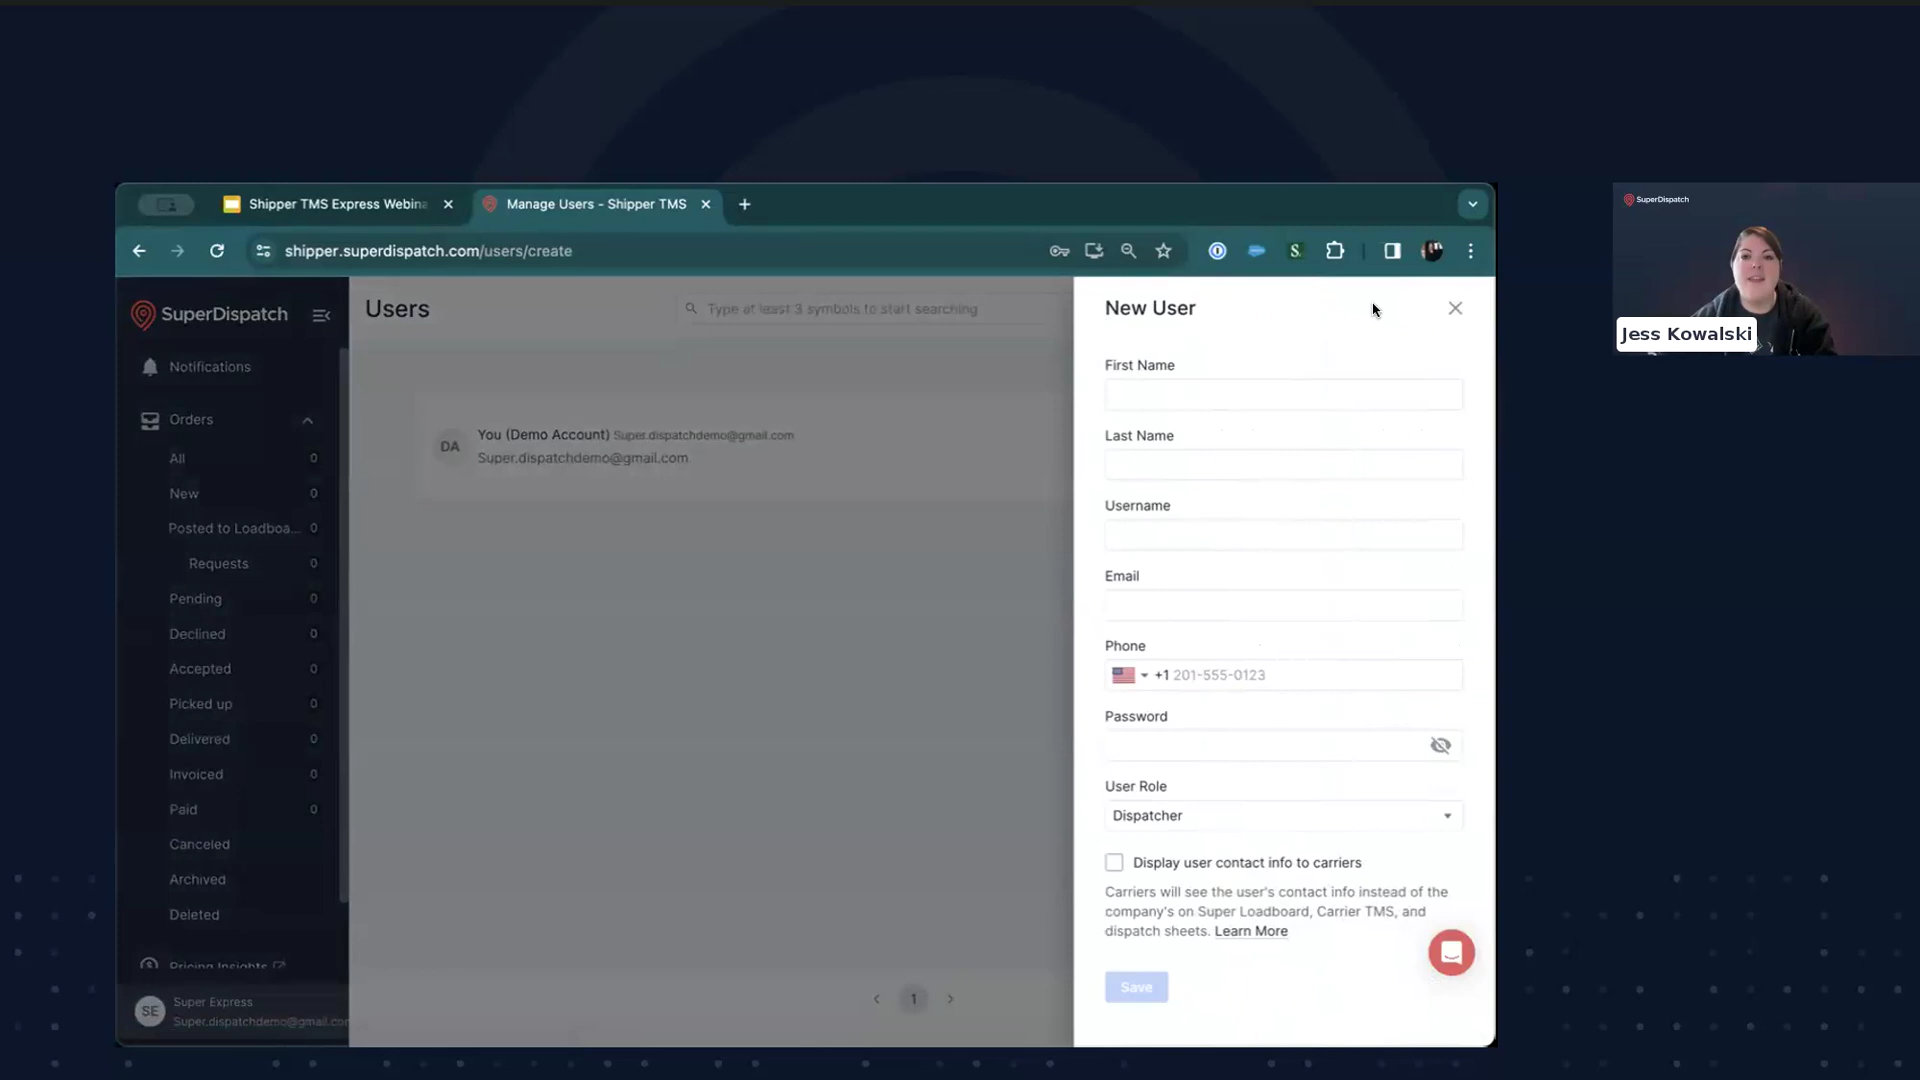 Shipper TMS Express Webina
Manage Users - Shipper TMS
shipper.superdispatch.com/users/create
SuperDispatch
Notifications
Orders
All 0
New 0
Posted to Loadboa... 0
Requests 0
Pending 0
Declined 0
Accepted 0
Picked up 0
Delivered 0
Invoiced 0
Paid 0
Canceled
Archived
Deleted
Pricing Insights
SE
Super Express
Super.dispatchdemo@gmail.com
Users
Type at least 3 symbols to start searching
DA
You (Demo Account) Super.dispatchdemo@gmail.com
Super.dispatchdemo@gmail.com
1
New User
First Name
Last Name
Username
Email
Phone
+1 201-555-0123
Password
User Role
Dispatcher
Display user contact info to carriers
Carriers will see the user's contact info instead of the
company's on Super Loadboard, Carrier TMS, and
dispatch sheets. Learn More
Save
SuperDispatch
Jess Kowalski